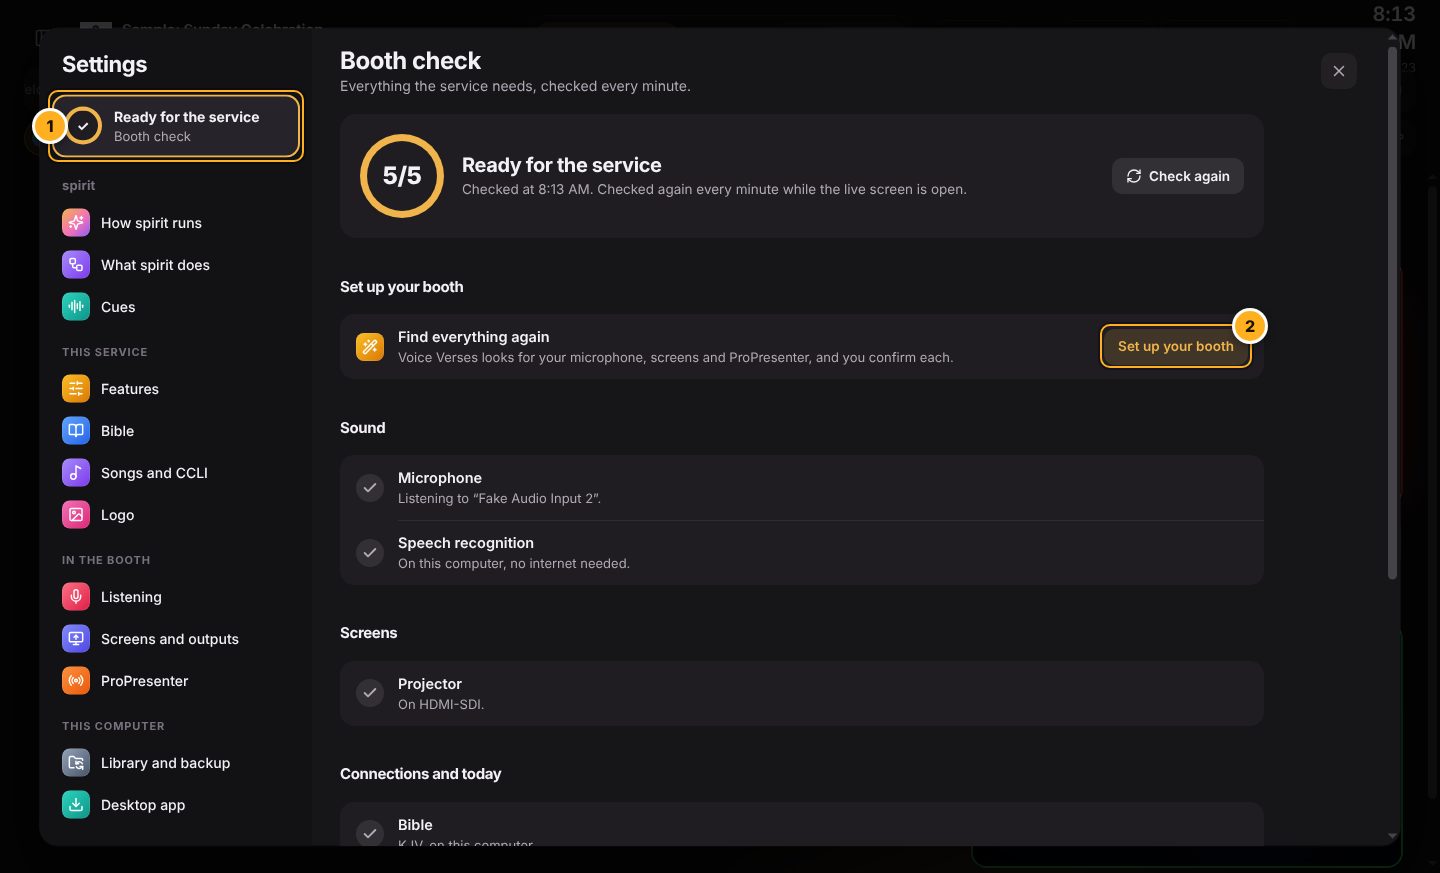 8:13
Settings
1
Ready for the service
Booth check
spirit
How spirit runs
What spirit does
Cues
THIS SERVICE
Features
Bible
Songs and CCLI
Logo
IN THE BOOTH
Listening
Screens and outputs
ProPresenter
THIS COMPUTER
Library and backup
Desktop app
Booth check
Everything the service needs, checked every minute.
5/5
Ready for the service
Checked at 8:13 AM. Checked again every minute while the live screen is open.
Check again
Set up your booth
Find everything again
Voice Verses looks for your microphone, screens and ProPresenter, and you confirm each.
Set up your booth
2
Sound
Microphone
Listening to “Fake Audio Input 2”.
Speech recognition
On this computer, no internet needed.
Screens
Projector
On HDMI-SDI.
Connections and today
Bible
KJV, on this computer